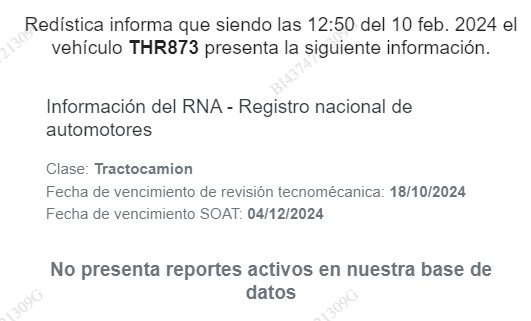 Redística informa que siendo las 12:50 del 10 feb. 2024 el
vehículo THR873 presenta la siguiente información.
Información del RNA - Registro nacional de
automotores
Clase: Tractocamion
Fecha de vencimiento de revisión tecnomécanica: 18/10/2024
Fecha de vencimiento SOAT: 04/12/2024
No presenta reportes activos en nuestra base de
datos